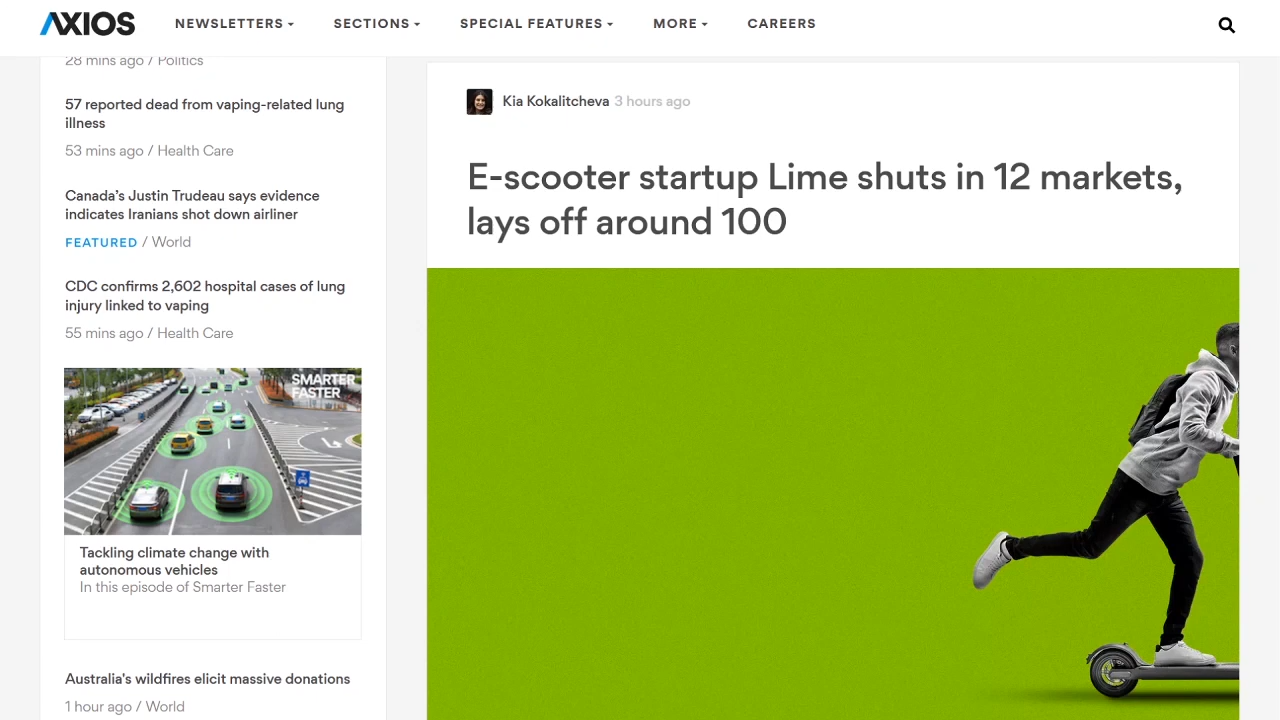 AXIOS
NEWSLETTERS
SECTIONS
SPECIAL FEATURES
MORE
CAREERS
28 mins ago / Politics
57 reported dead from vaping-related lung
illness
53 mins ago / Health Care
Canada's Justin Trudeau says evidence
indicates Iranians shot down airliner
FEATURED / World
CDC confirms 2,602 hospital cases of lung
injury linked to vaping
55 mins ago / Health Care
SMARTER
FASTER
Tackling climate change with
autonomous vehicles
In this episode of Smarter Faster
Australia's wildfires elicit massive donations
1 hour ago / World
Kia Kokalitcheva 3 hours ago
E-scooter startup Lime shuts in 12 markets,
lays off around 100